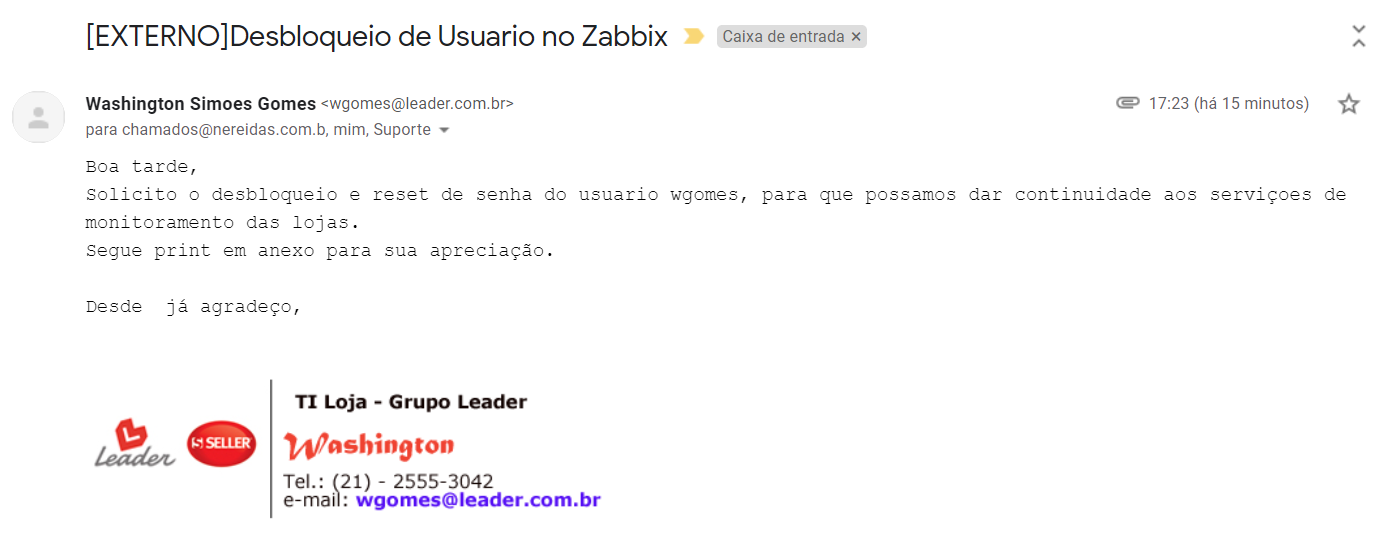 [EXTERNO]Desbloqueio de Usuario no Zabbix Caixa de entrada ×
Washington Simoes Gomes <wgomes@leader.com.br> 17:23 (há 15 minutos)
para chamados@nereidas.com.b, mim, Suporte
Boa tarde,
Solicito o desbloqueio e reset de senha do usuario wgomes, para que possamos dar continuidade aos serviçoes de
monitoramento das lojas.
Segue print em anexo para sua apreciação.
Desde já agradeço,
TI Loja - Grupo Leader
Leader
SELLER
Washington
Tel.: (21) - 2555-3042
e-mail: wgomes@leader.com.br